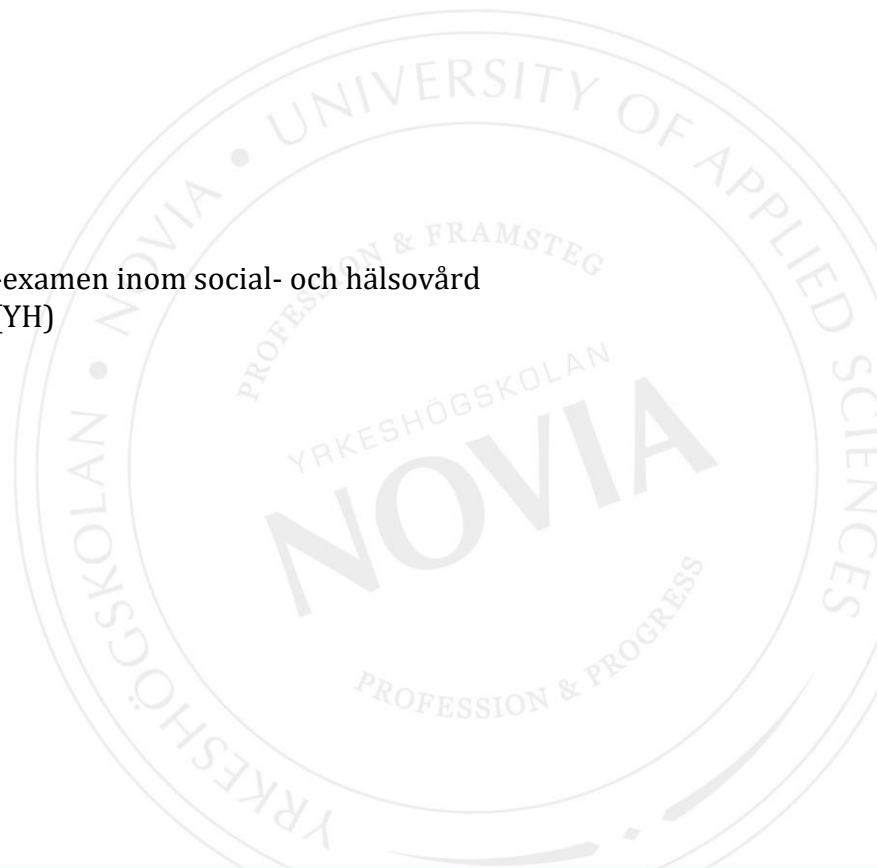 -examen inom social- och hälsovård
(YH)
YRKESHÖGSKOLAN • NOVIA • UNIVERSITY OF APPLIED SCIENCES
PROFESSION & FRAMSTEG
YRKESHÖGSKOLAN
NOVIA
PROFESSION & PROGRESS